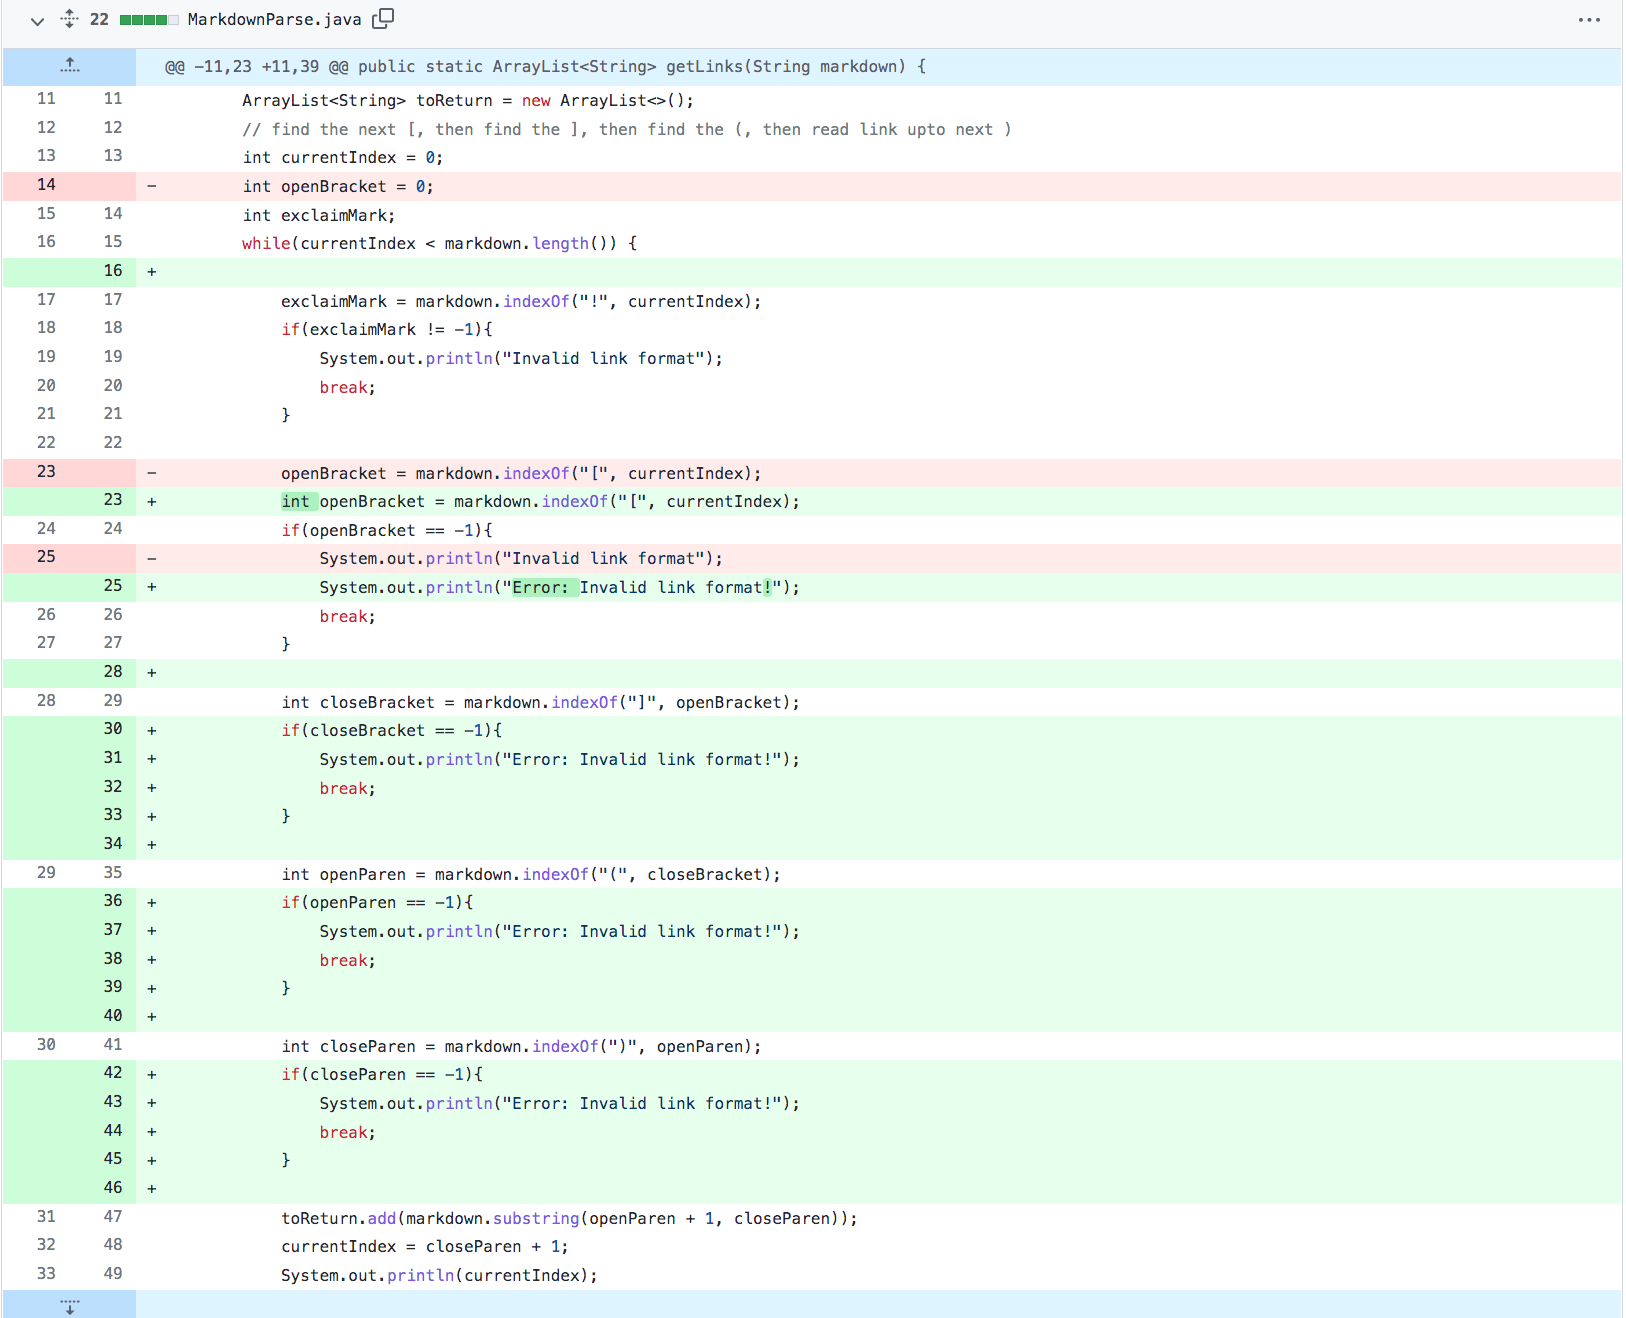 22 MarkdownParse.java
@@ -11,23 +11,39 @@ public static ArrayList<String> getLinks(String markdown) {
11 11 ArrayList<String> toReturn = new ArrayList<>();
12 12 // find the next [, then find the ], then find the (, then read link upto next )
13 13 int currentIndex = 0;
14 - int openBracket = 0;
15 14 int exclaimMark;
16 15 while(currentIndex < markdown.length()) {
16 +
17 17 exclaimMark = markdown.indexOf("!", currentIndex);
18 18 if(exclaimMark != -1){
19 19 System.out.println("Invalid link format");
20 20 break;
21 21 }
22 22
23 - openBracket = markdown.indexOf("[", currentIndex);
23 + int openBracket = markdown.indexOf("[", currentIndex);
24 24 if(openBracket == -1){
25 - System.out.println("Invalid link format");
25 + System.out.println("Error: Invalid link format!");
26 26 break;
27 27 }
28 +
28 29 int closeBracket = markdown.indexOf("]", openBracket);
30 + if(closeBracket == -1){
31 + System.out.println("Error: Invalid link format!");
32 + break;
33 + }
34 +
29 35 int openParen = markdown.indexOf("(", closeBracket);
36 + if(openParen == -1){
37 + System.out.println("Error: Invalid link format!");
38 + break;
39 + }
40 +
30 41 int closeParen = markdown.indexOf(")", openParen);
42 + if(closeParen == -1){
43 + System.out.println("Error: Invalid link format!");
44 + break;
45 + }
46 +
31 47 toReturn.add(markdown.substring(openParen + 1, closeParen));
32 48 currentIndex = closeParen + 1;
33 49 System.out.println(currentIndex);